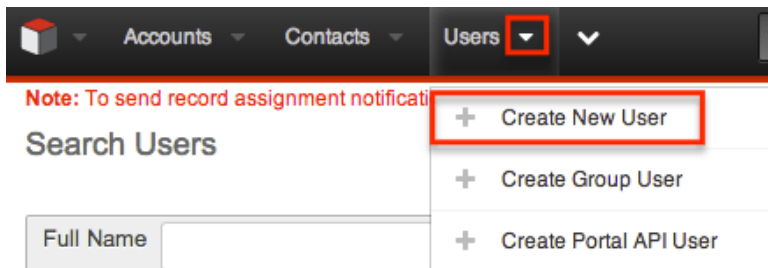 Accounts Contacts Users
Note: To send record assignment notificati
Create New User
Search Users
Create Group User
Full Name
Create Portal API User